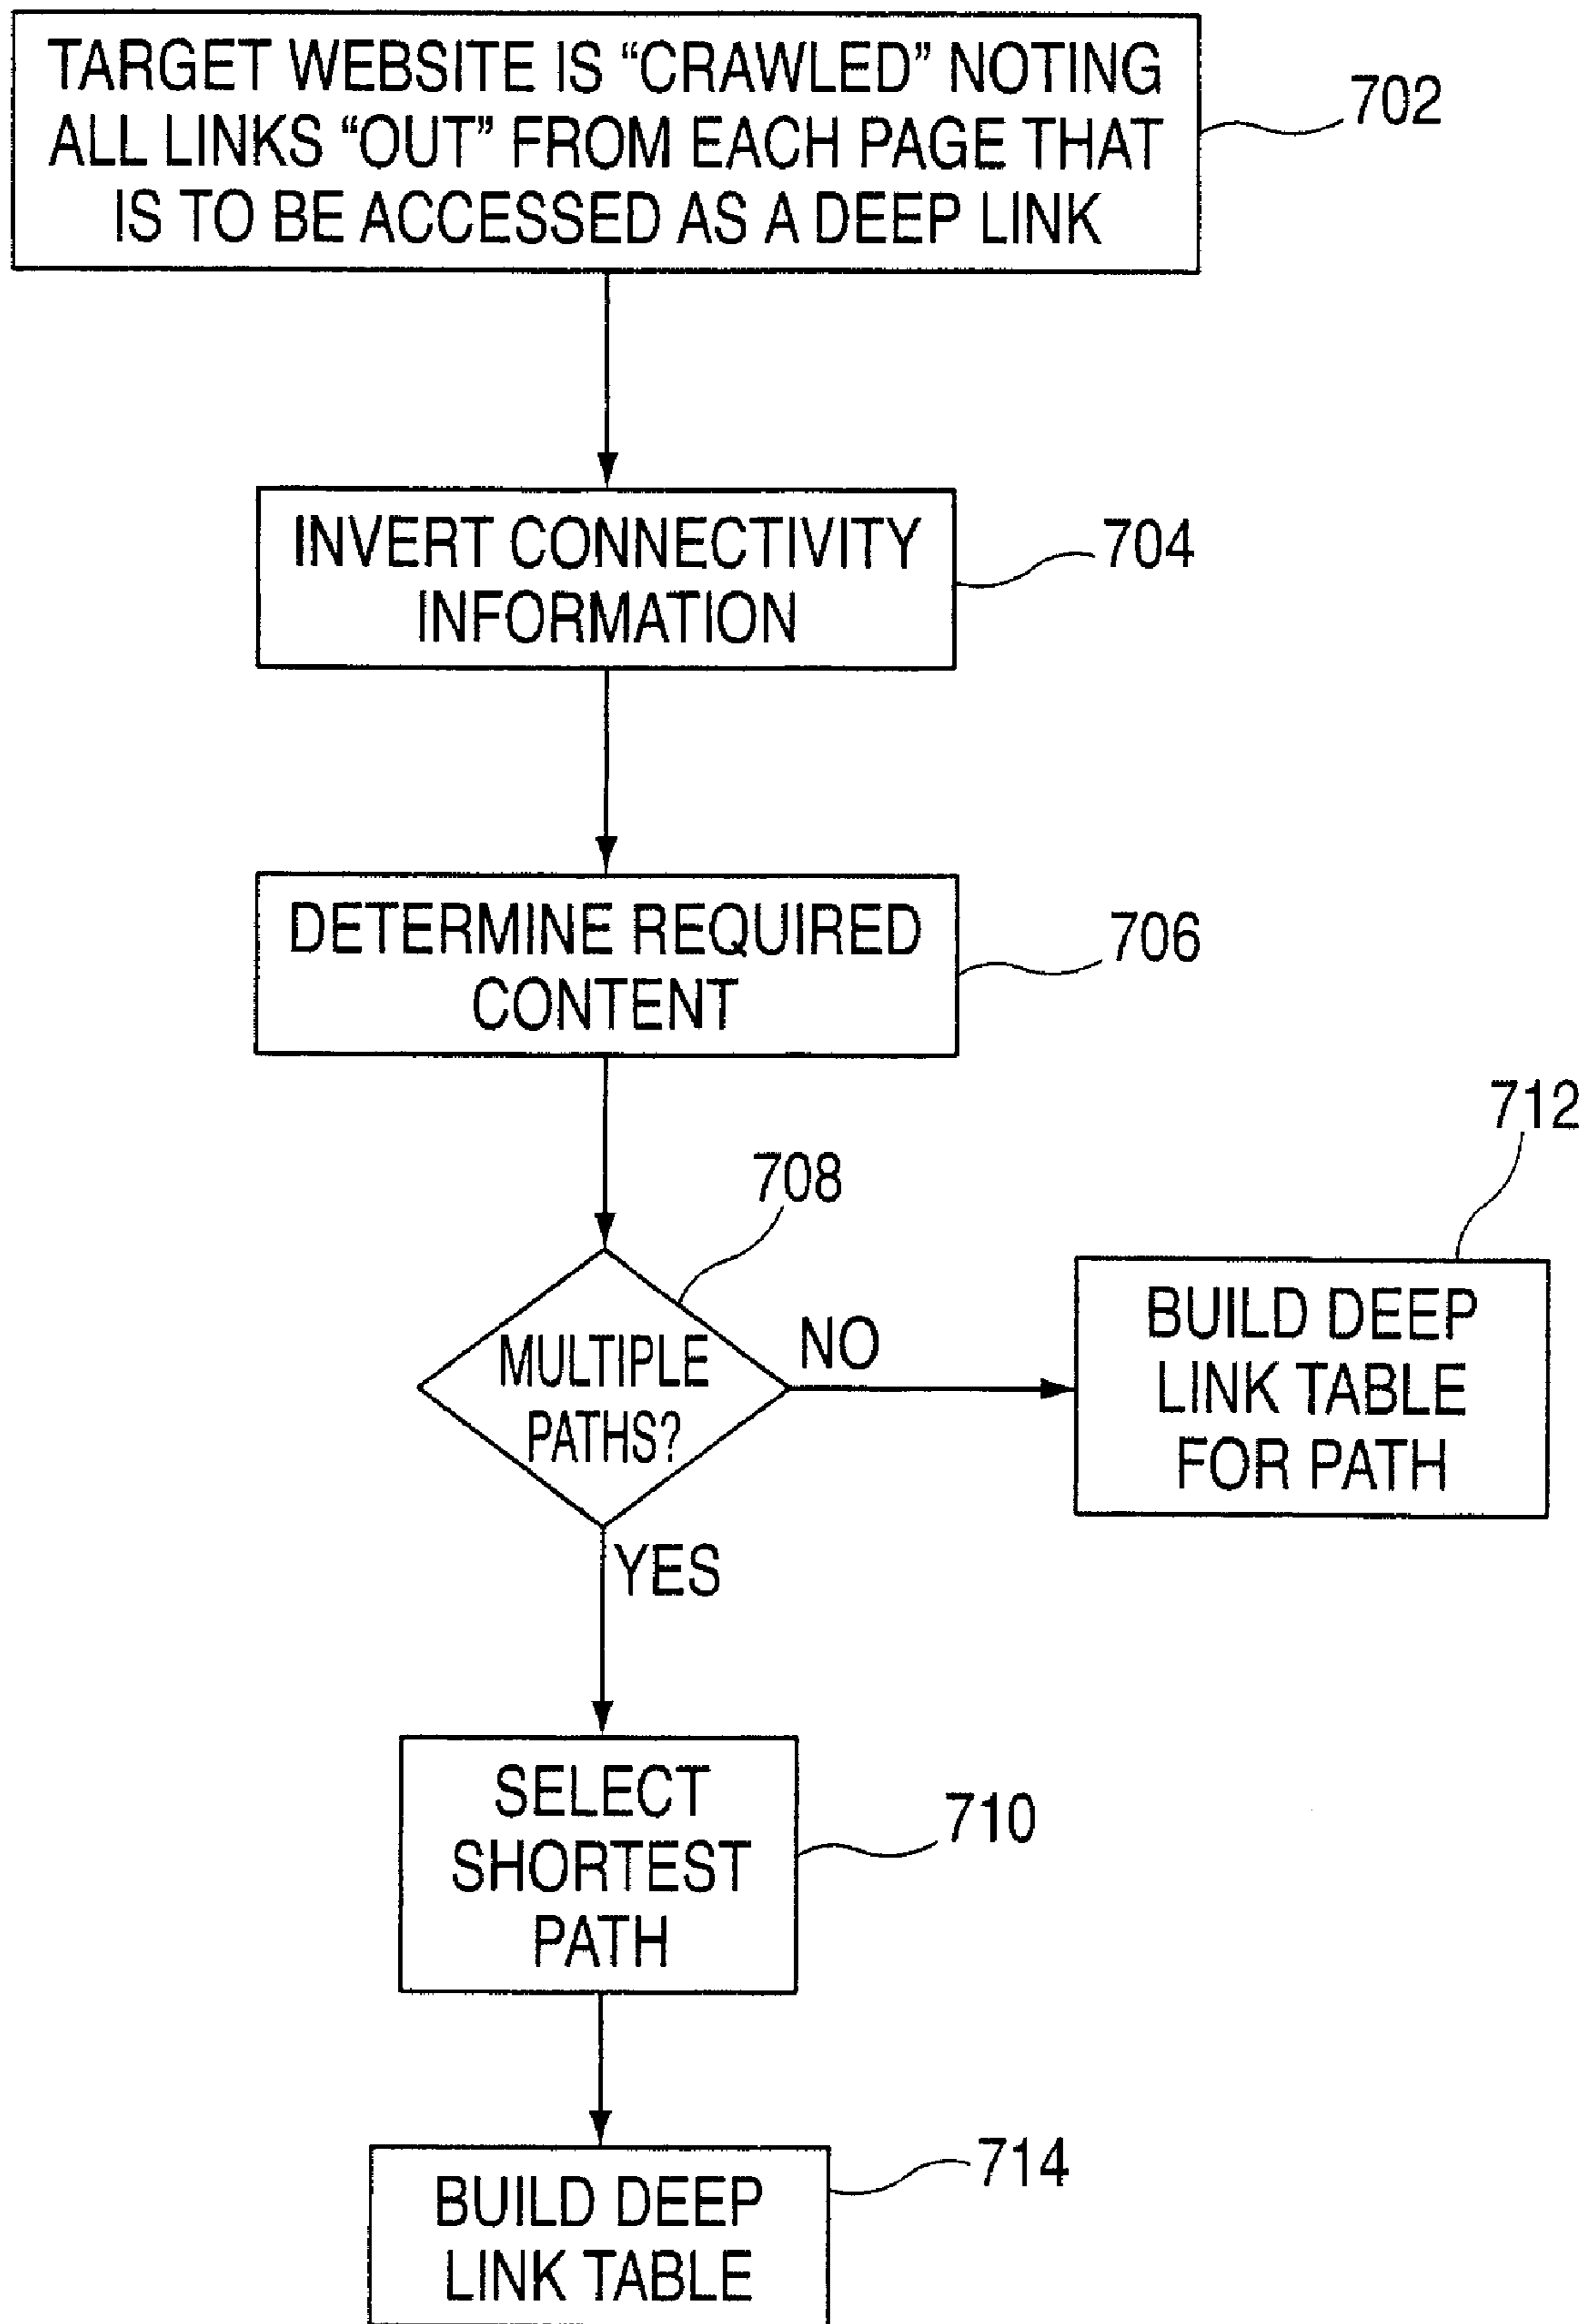 TARGET WEBSITE IS “CRAWLED” NOTING
ALL LINKS “OUT” FROM EACH PAGE THAT
IS TO BE ACCESSED AS A DEEP LINK
702
INVERT CONNECTIVITY
INFORMATION
704
DETERMINE REQUIRED
CONTENT
706
708
MULTIPLE
PATHS?
NO
712
BUILD DEEP
LINK TABLE
FOR PATH
YES
SELECT
SHORTEST
PATH
710
BUILD DEEP
LINK TABLE
714